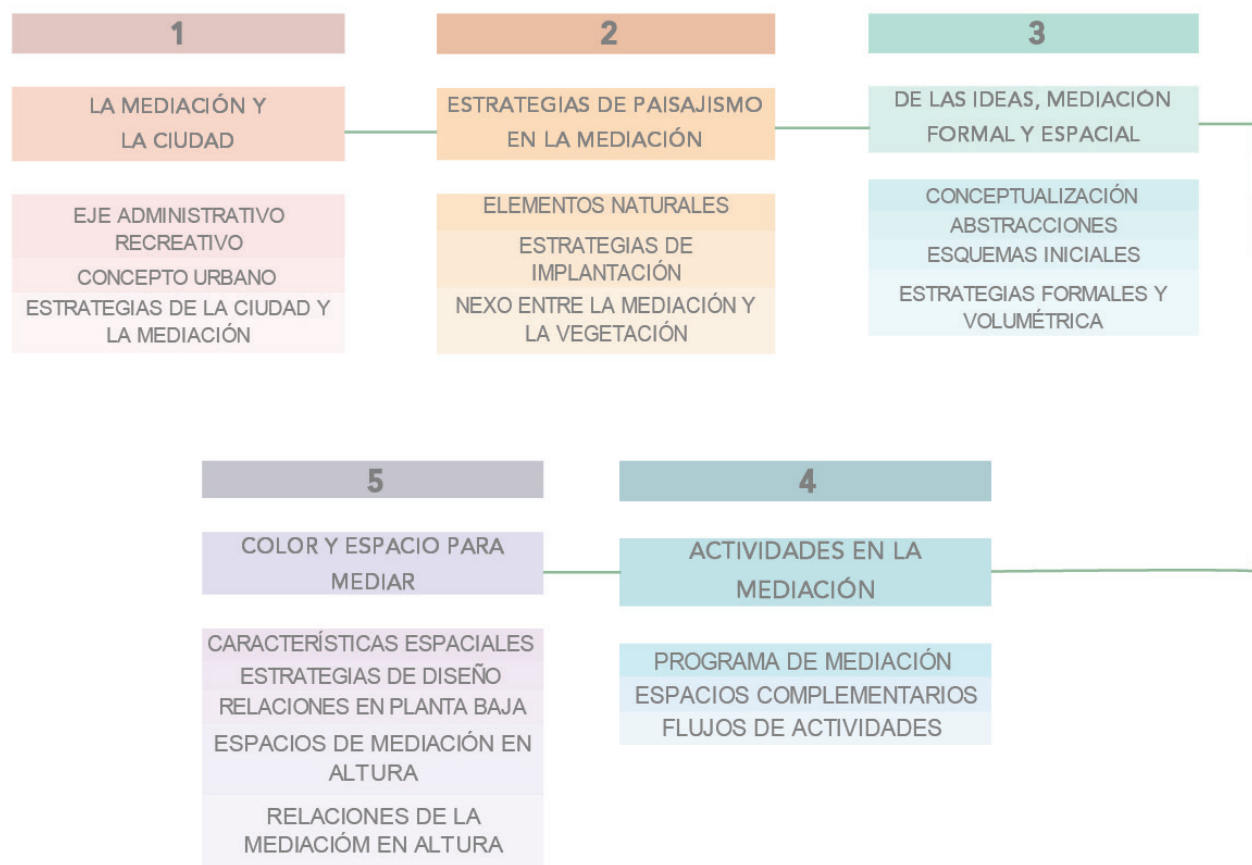 1
LA MEDIACIÓN Y
LA CIUDAD
EJE ADMINISTRATIVO
RECREATIVO
CONCEPTO URBANO
ESTRATEGIAS DE LA CIUDAD Y
LA MEDIACIÓN
2
ESTRATEGIAS DE PAISAJISMO
EN LA MEDIACIÓN
ELEMENTOS NATURALES
ESTRATEGIAS DE
IMPLANTACIÓN
NEXO ENTRE LA MEDIACIÓN Y
LA VEGETACIÓN
3
DE LAS IDEAS, MEDIACIÓN
FORMAL Y ESPACIAL
CONCEPTUALIZACIÓN
ABSTRACCIONES
ESQUEMAS INICIALES
ESTRATEGIAS FORMALES Y
VOLUMÉTRICA
5
COLOR Y ESPACIO PARA
MEDIAR
CARACTERÍSTICAS ESPACIALES
ESTRATEGIAS DE DISEÑO
RELACIONES EN PLANTA BAJA
ESPACIOS DE MEDIACIÓN EN
ALTURA
RELACIONES DE LA
MEDIACIÓM EN ALTURA
4
ACTIVIDADES EN LA
MEDIACIÓN
PROGRAMA DE MEDIACIÓN
ESPACIOS COMPLEMENTARIOS
FLUJOS DE ACTIVIDADES